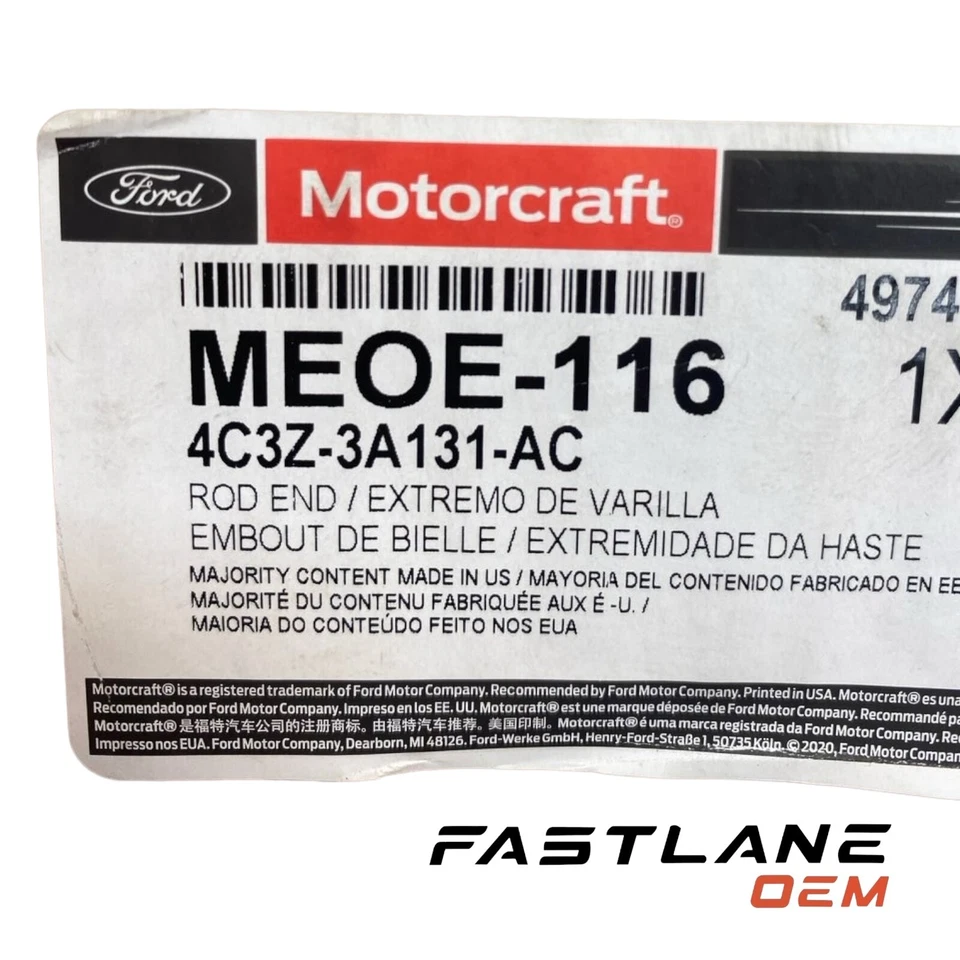 Ford
Motorcraft®
4974
MEOE-116
1X
4C3Z-3A131-AC
ROD END / EXTREMO DE VARILLA
EMBOUT DE BIELLE / EXTREMIDADE DA HASTE
MAJORITY CONTENT MADE IN US / MAYORIA DEL CONTENIDO FABRICADO EN EE
MAJORITÉ DU CONTENU FABRIQUÉE AUX É -U. /
MAIORIA DO CONTEÚDO FEITO NOS EUA
Motorcraft® is a registered trademark of Ford Motor Company. Recommended by Ford Motor Company. Printed in USA. Motorcraft® es una
Recomendado por Ford Motor Company. Impreso en los EE. UU. Motorcraft® est une marque déposée de Ford Motor Company. Recommandé pa
Motorcraft® 是福特汽车公司的注册商标。由福特汽车推荐。美国印制。Motorcraft® é uma marca registrada da Ford Motor Company. Reco
Impresso nos EUA. Ford Motor Company, Dearborn, MI 48126. Ford-Werke GmbH, Henry-Ford-Straße 1, 50735 Köln. © 2020, Ford Motor Company
FASTLANE
OEM